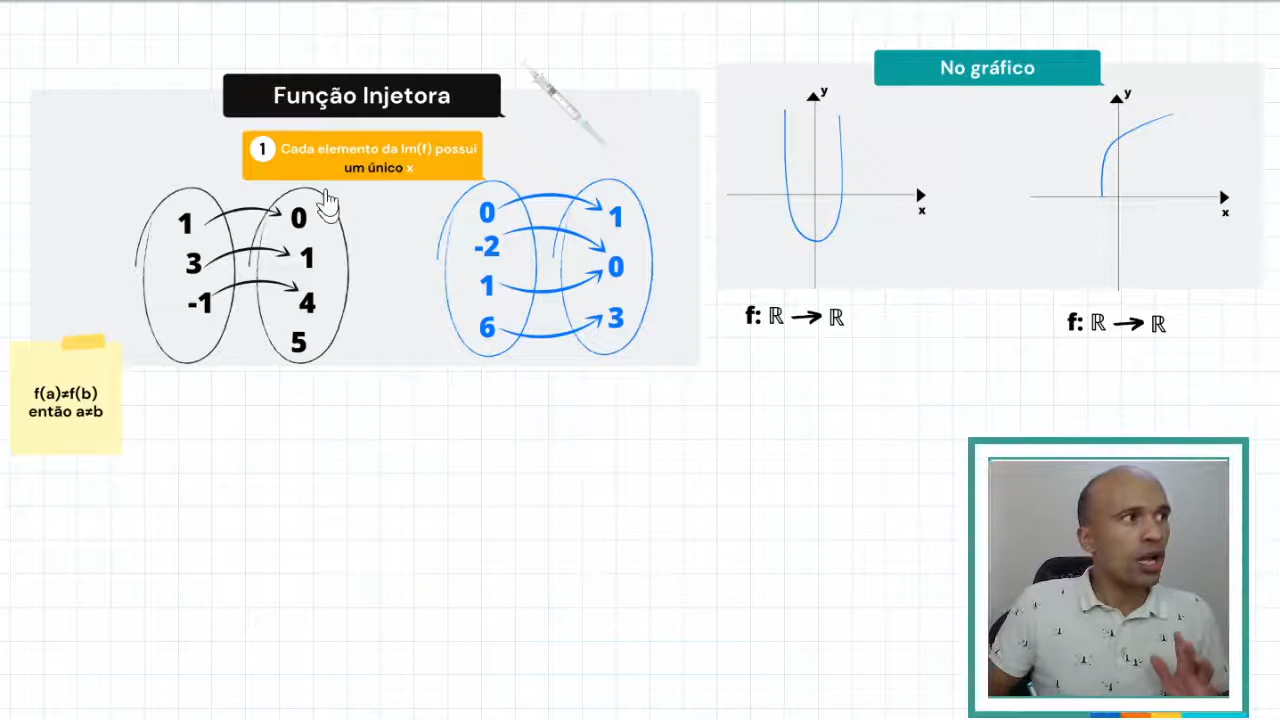 Função Injetora
1 Cada elemento da Im(f) possui
um único x
1
3
-1
0
1
4
5
0
-2
1
6
1
0
3
f(a)≠f(b)
então a≠b
No gráfico
y
x
f: ℝ → ℝ
y
x
f: ℝ → ℝ